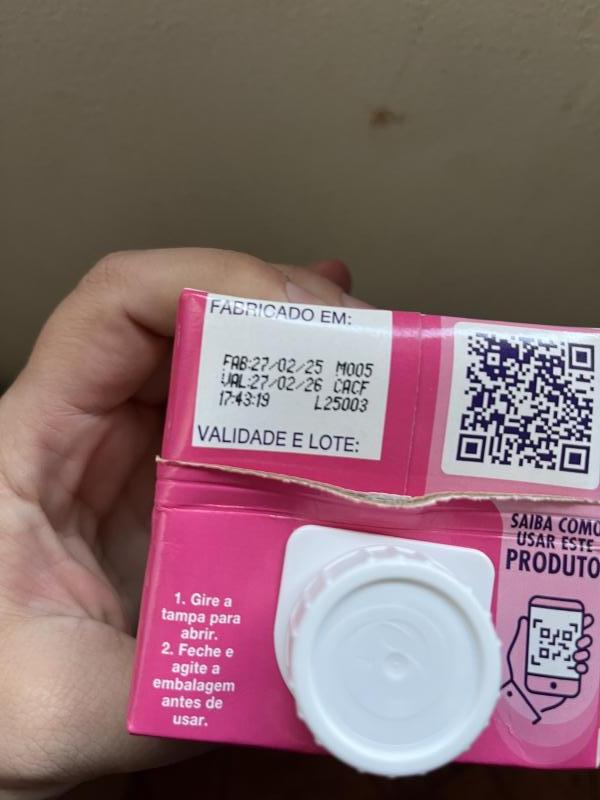 FABRICADO EM:
FAB:27/02/25 M005
VAL:27/02/26 CACF
17:43:19 L25003
VALIDADE E LOTE:
SAIBA COMO
USAR ESTE
PRODUTO
1. Gire a
tampa para
abrir.
2. Feche e
agite a
embalagem
antes de
usar.